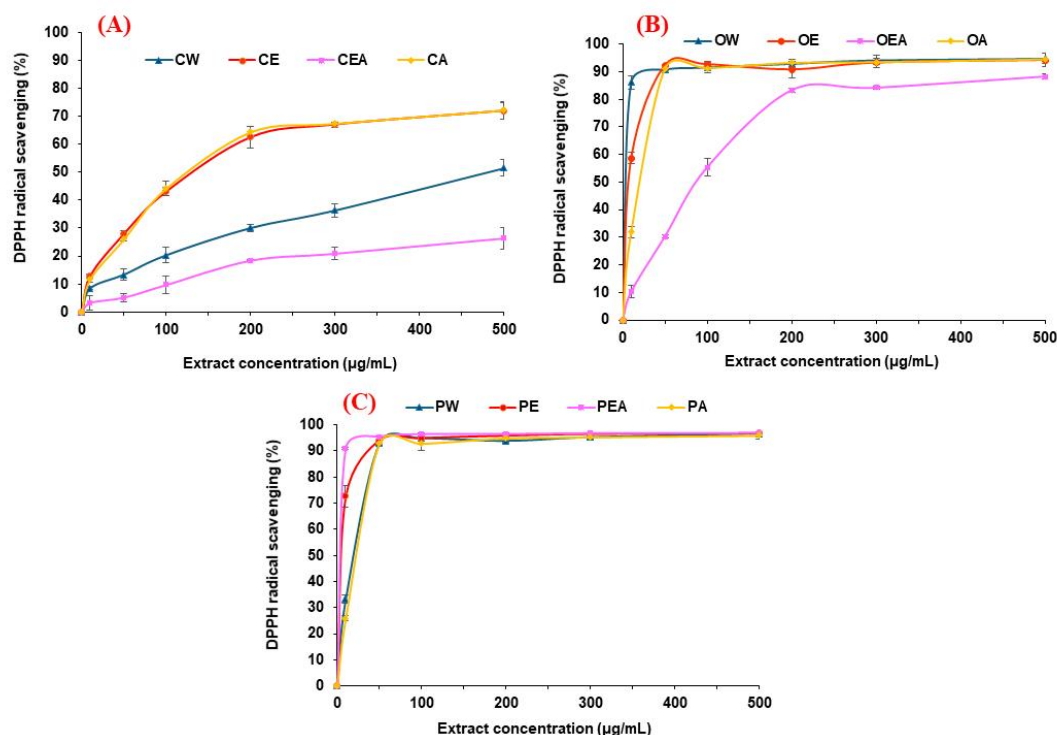 (A)
CW CE CEA CA
DPPH radical scavenging (%)
100
90
80
70
60
50
40
30
20
10
0
0 100 200 300 400 500
Extract concentration (µg/mL)
(B)
OW OE OEA OA
DPPH radical scavenging (%)
100
90
80
70
60
50
40
30
20
10
0
0 100 200 300 400 500
Extract concentration (µg/mL)
(C)
PW PE PEA PA
DPPH radical scavenging (%)
100
90
80
70
60
50
40
30
20
10
0
0 100 200 300 400 500
Extract concentration (µg/mL)